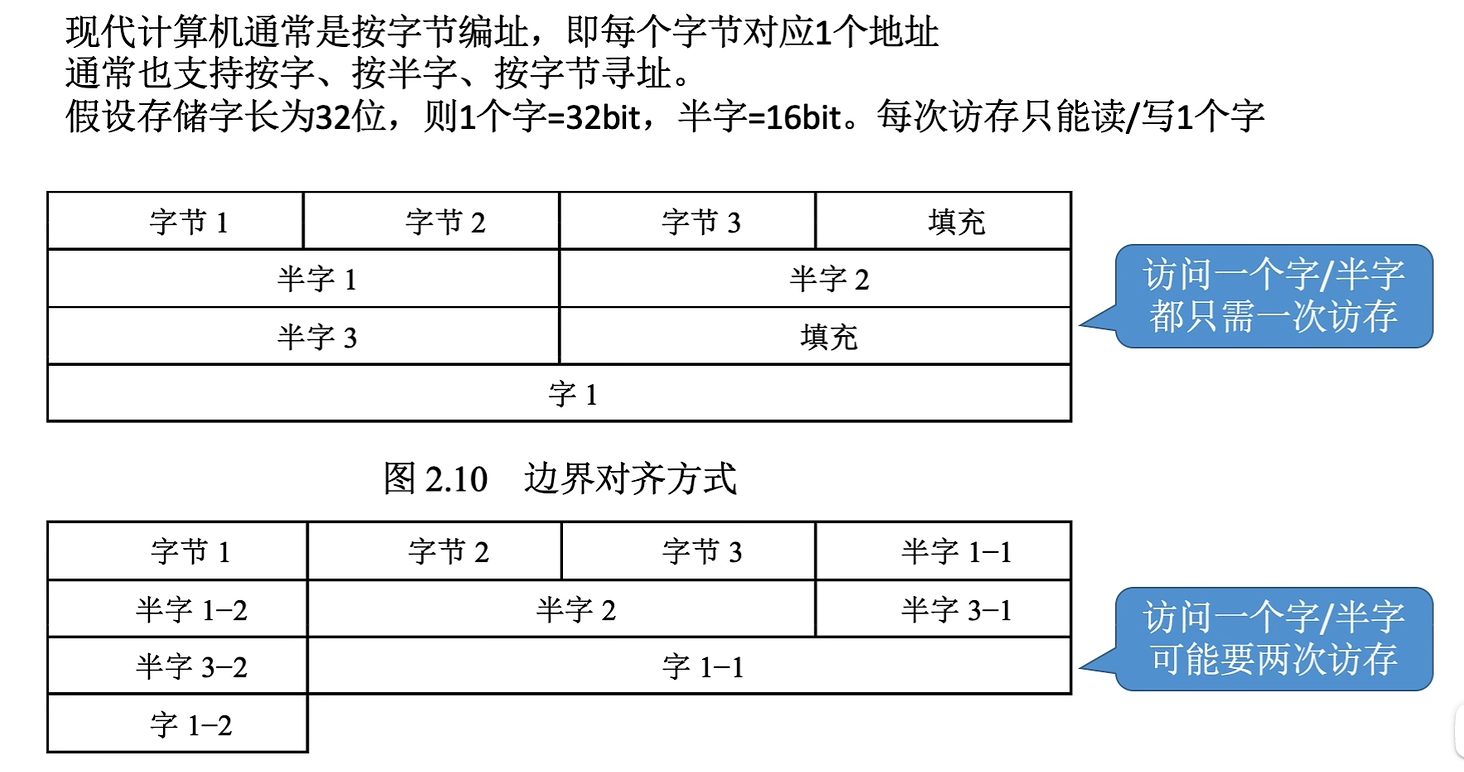 现代计算机通常是按字节编址，即每个字节对应1个地址
通常也支持按字、按半字、按字节寻址。
假设存储字长为32位，则1个字=32bit，半字=16bit。每次访存只能读/写1个字
字节 1 字节 2 字节 3 填充
半字 1 半字 2
半字 3 填充
字 1
访问一个字/半字
都只需一次访存
图 2.10 边界对齐方式
字节 1 字节 2 字节 3 半字 1−1
半字 1−2 半字 2 半字 3−1
半字 3−2 字 1−1
字 1−2
访问一个字/半字
可能要两次访存